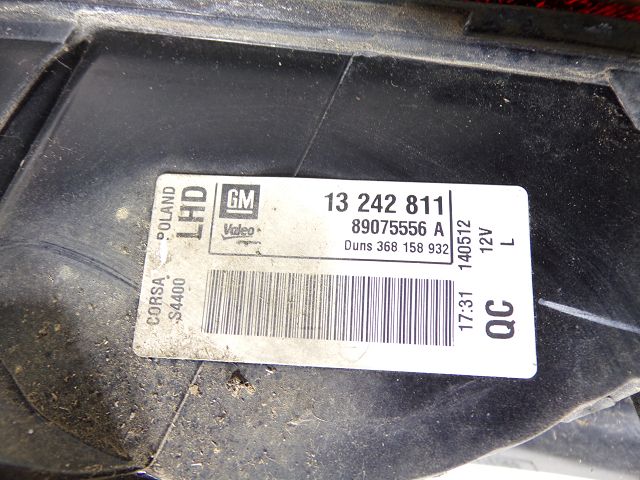 POLAND
LHD
GM
Valeo
13 242 811
89075556 A
Duns 368 158 932
140512
12V
L
CORSA
S4400
17:31
QC